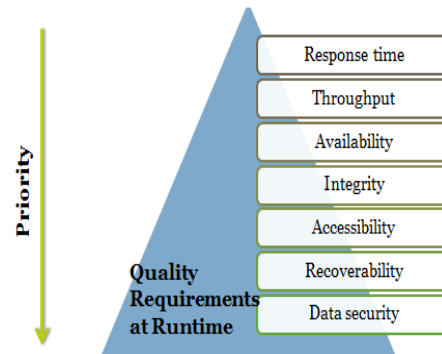 Response time
Throughput
Availability
Integrity
Accessibility
Recoverability
Data security
Priority
Quality
Requirements
at Runtime